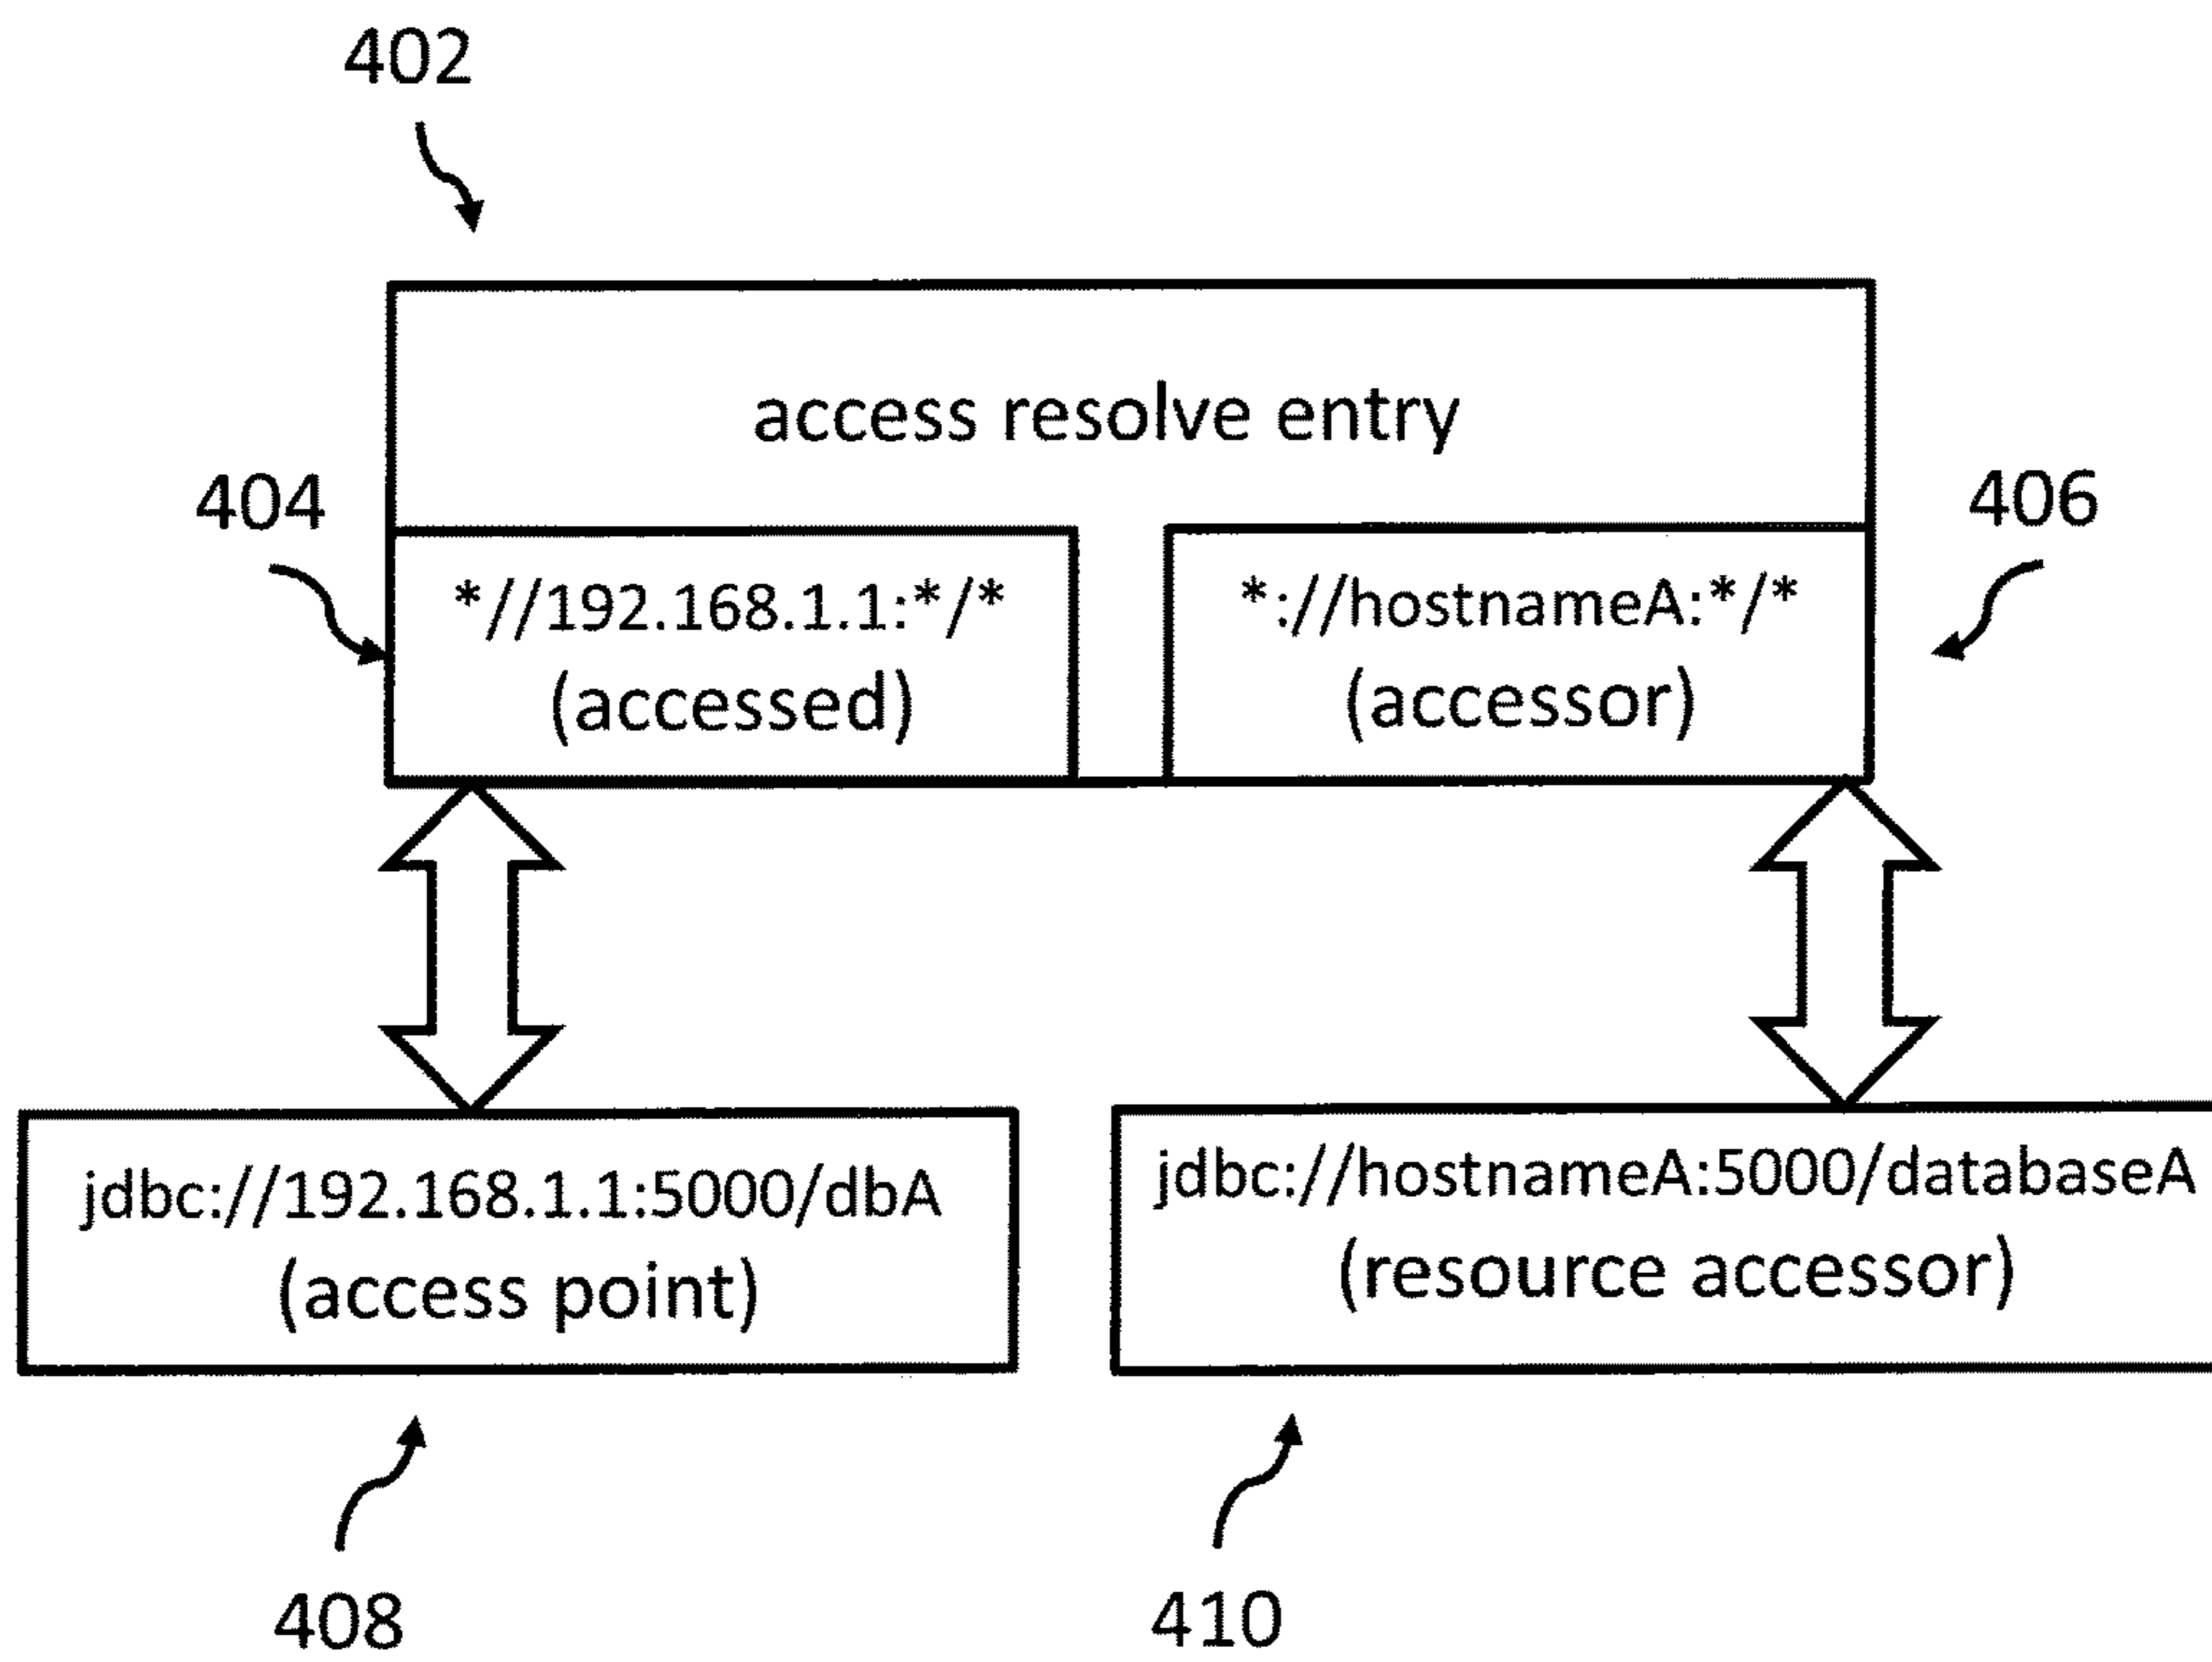 402
access resolve entry
404
406
*//192.168.1.1:*/*
(accessed)
*://hostnameA:*/*
(accessor)
jdbc://192.168.1.1:5000/dbA
(access point)
jdbc://hostnameA:5000/databaseA
(resource accessor)
408
410